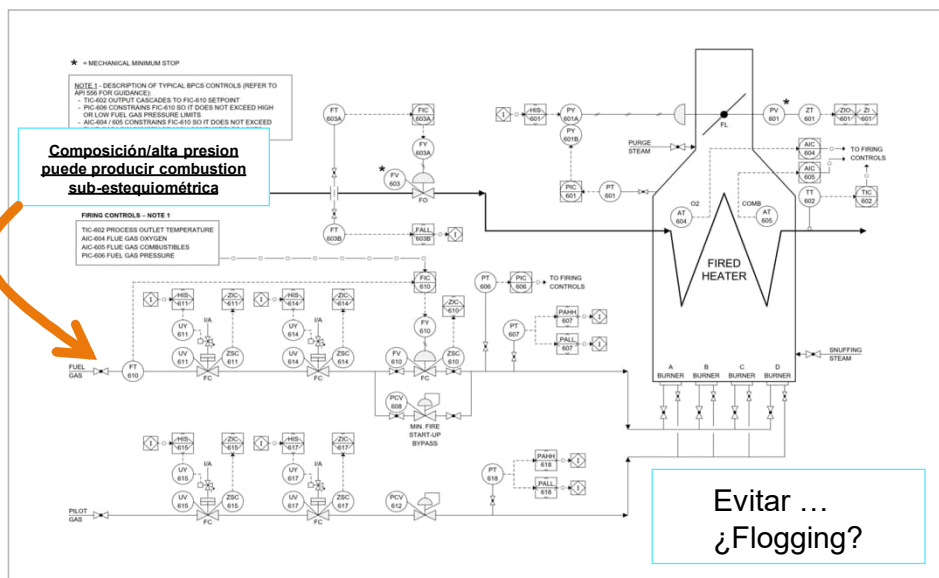 * = MECHANICAL MINIMUM STOP
NOTE 1 - DESCRIPTION OF TYPICAL BPCS CONTROLS (REFER TO
API 556 FOR GUIDANCE):
- TIC-602 OUTPUT CASCADES TO FIC-610 SETPOINT
- PIC-606 CONSTRAINS FIC-610 SO IT DOES NOT EXCEED HIGH
OR LOW FUEL GAS PRESSURE LIMITS
- AIC-604 / 605 CONSTRAINS FIC-610 SO IT DOES NOT EXCEED
Composición/alta presion
puede producir combustion
sub-estequiométrica
FIRING CONTROLS – NOTE 1
TIC-602 PROCESS OUTLET TEMPERATURE
AIC-604 FLUE GAS OXYGEN
AIC-605 FLUE GAS COMBUSTIBLES
PIC-606 FUEL GAS PRESSURE
FT
603A
FIC
603A
FY
603A
*
FV
603
FO
FT
603B
FALL
603B
I
I
HIS
601
PY
601A
PY
601B
PIC
601
PT
601
FL
PV
601
*
ZT
601
ZIO
601
ZI
601
PURGE
STEAM
AIC
604
AIC
605
TO FIRING
CONTROLS
TT
602
TIC
602
O2
AT
604
COMB
AT
605
FIRED
HEATER
SNUFFING
STEAM
A
BURNER
B
BURNER
C
BURNER
D
BURNER
FUEL
GAS
FT
610
I
HIS
611
I/A
UY
611
UV
611
FC
ZIC
611
ZSC
611
I
HIS
614
I/A
UY
614
UV
614
FC
ZIC
614
ZSC
614
FIC
610
FY
610
FV
610
FC
ZIC
610
ZSC
610
PCV
608
MIN. FIRE
START-UP
BYPASS
PT
606
PIC
606
TO FIRING
CONTROLS
PT
607
PAHH
607
I
PALL
607
I
PILOT
GAS
I
HIS
615
I/A
UY
615
UV
615
FC
ZIC
615
ZSC
615
I
HIS
617
I/A
UY
617
UV
617
FC
ZIC
617
ZSC
617
PCV
612
PT
618
PAHH
618
I
PALL
618
I
Evitar …
¿Flogging?